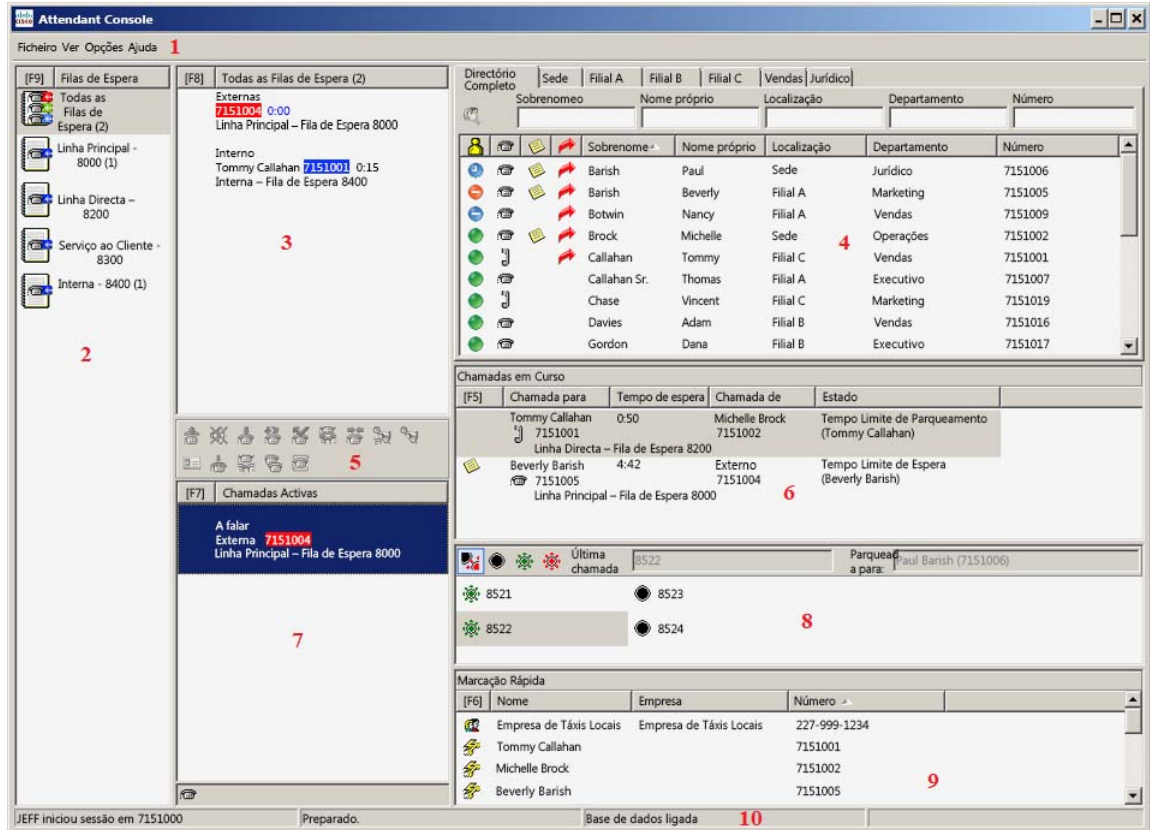 Attendant Console
Ficheiro Ver Opções Ajuda 1
[F9] Filas de Espera
Todas as
Filas de
Espera (2)
Linha Principal -
8000 (1)
Linha Directa –
8200
Serviço ao Cliente -
8300
Interna - 8400 (1)
2
[F8] Todas as Filas de Espera (2)
Externas
7151004 0:00
Linha Principal – Fila de Espera 8000
Interno
Tommy Callahan 7151001 0:15
Interna – Fila de Espera 8400
3
5
[F7] Chamadas Activas
A falar
Externa 7151004
Linha Principal – Fila de Espera 8000
7
Directório
Completo Sede Filial A Filial B Filial C Vendas Jurídico
Sobrenomeo Nome próprio Localização Departamento Número
Sobrenome Nome próprio Localização Departamento Número
Barish Paul Sede Jurídico 7151006
Barish Beverly Filial A Marketing 7151005
Botwin Nancy Filial A Vendas 7151009
Brock Michelle Sede Operações 7151002
4
Callahan Tommy Filial C Vendas 7151001
Callahan Sr. Thomas Filial A Executivo 7151007
Chase Vincent Filial C Marketing 7151019
Davies Adam Filial B Vendas 7151016
Gordon Dana Filial B Executivo 7151017
Chamadas em Curso
[F5] Chamada para Tempo de espera Chamada de Estado
Tommy Callahan 0:50 Michelle Brock Tempo Limite de Parqueamento
7151001 7151002 (Tommy Callahan)
Linha Directa – Fila de Espera 8200
Beverly Barish 4:42 Externo Tempo Limite de Espera
7151005 7151004 (Beverly Barish)
Linha Principal – Fila de Espera 8000
6
Última
chamada 8522 Parquead
a para: Paul Barish (7151006)
8521 8523
8522 8524
8
Marcação Rápida
[F6] Nome Empresa Número
Empresa de Táxis Locais Empresa de Táxis Locais 227-999-1234
Tommy Callahan 7151001
Michelle Brock 7151002
Beverly Barish 7151005
9
JEFF iniciou sessão em 7151000 Preparado. Base de dados ligada 10